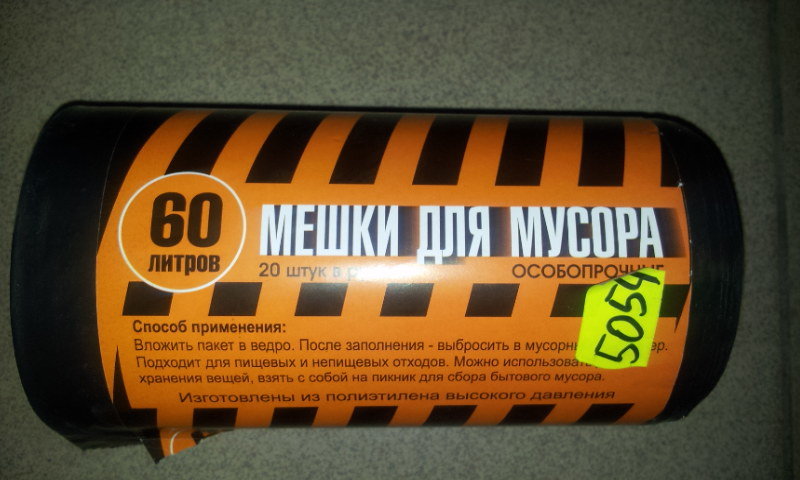 60
ЛИТРОВ
МЕШКИ ДЛЯ МУСОРА
20 штук в
ОСОБОПРОЧНЫЕ
5054
Способ применения:
Вложить пакет в ведро. После заполнения - выбросить в
Подходит для пищевых и непищевых отходов. Можно
хранения вещей, взять с собой на пикник для сбора бытового мусора.
Изготовлены из полиэтилена высокого давления